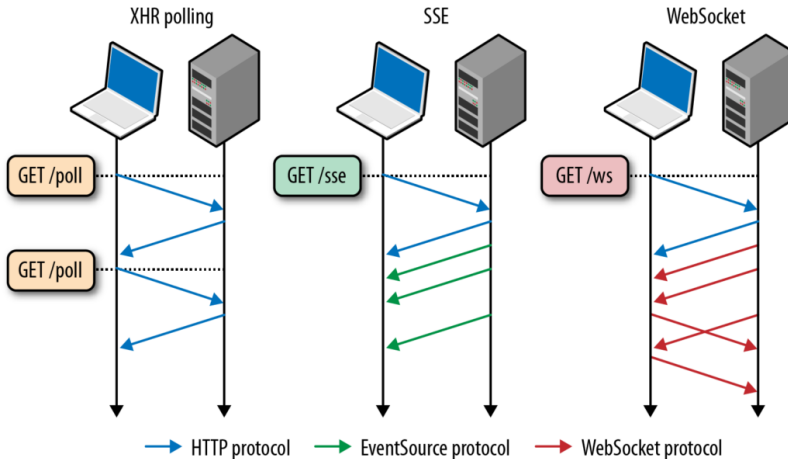 XHR polling
SSE
WebSocket
GET /poll
GET /sse
GET /ws
GET /poll
HTTP protocol
EventSource protocol
WebSocket protocol